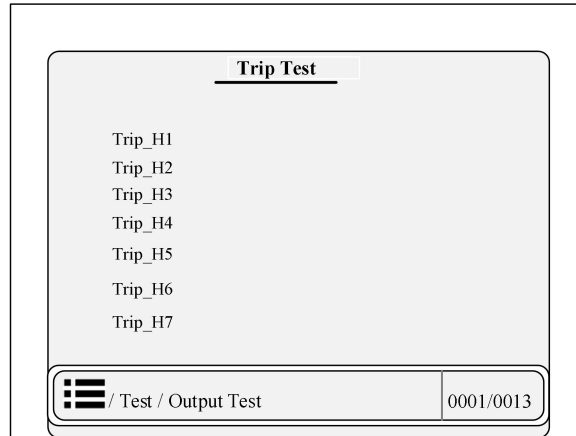 Trip Test
Trip_H1
Trip_H2
Trip_H3
Trip_H4
Trip_H5
Trip_H6
Trip_H7
/ Test / Output Test 0001/0013